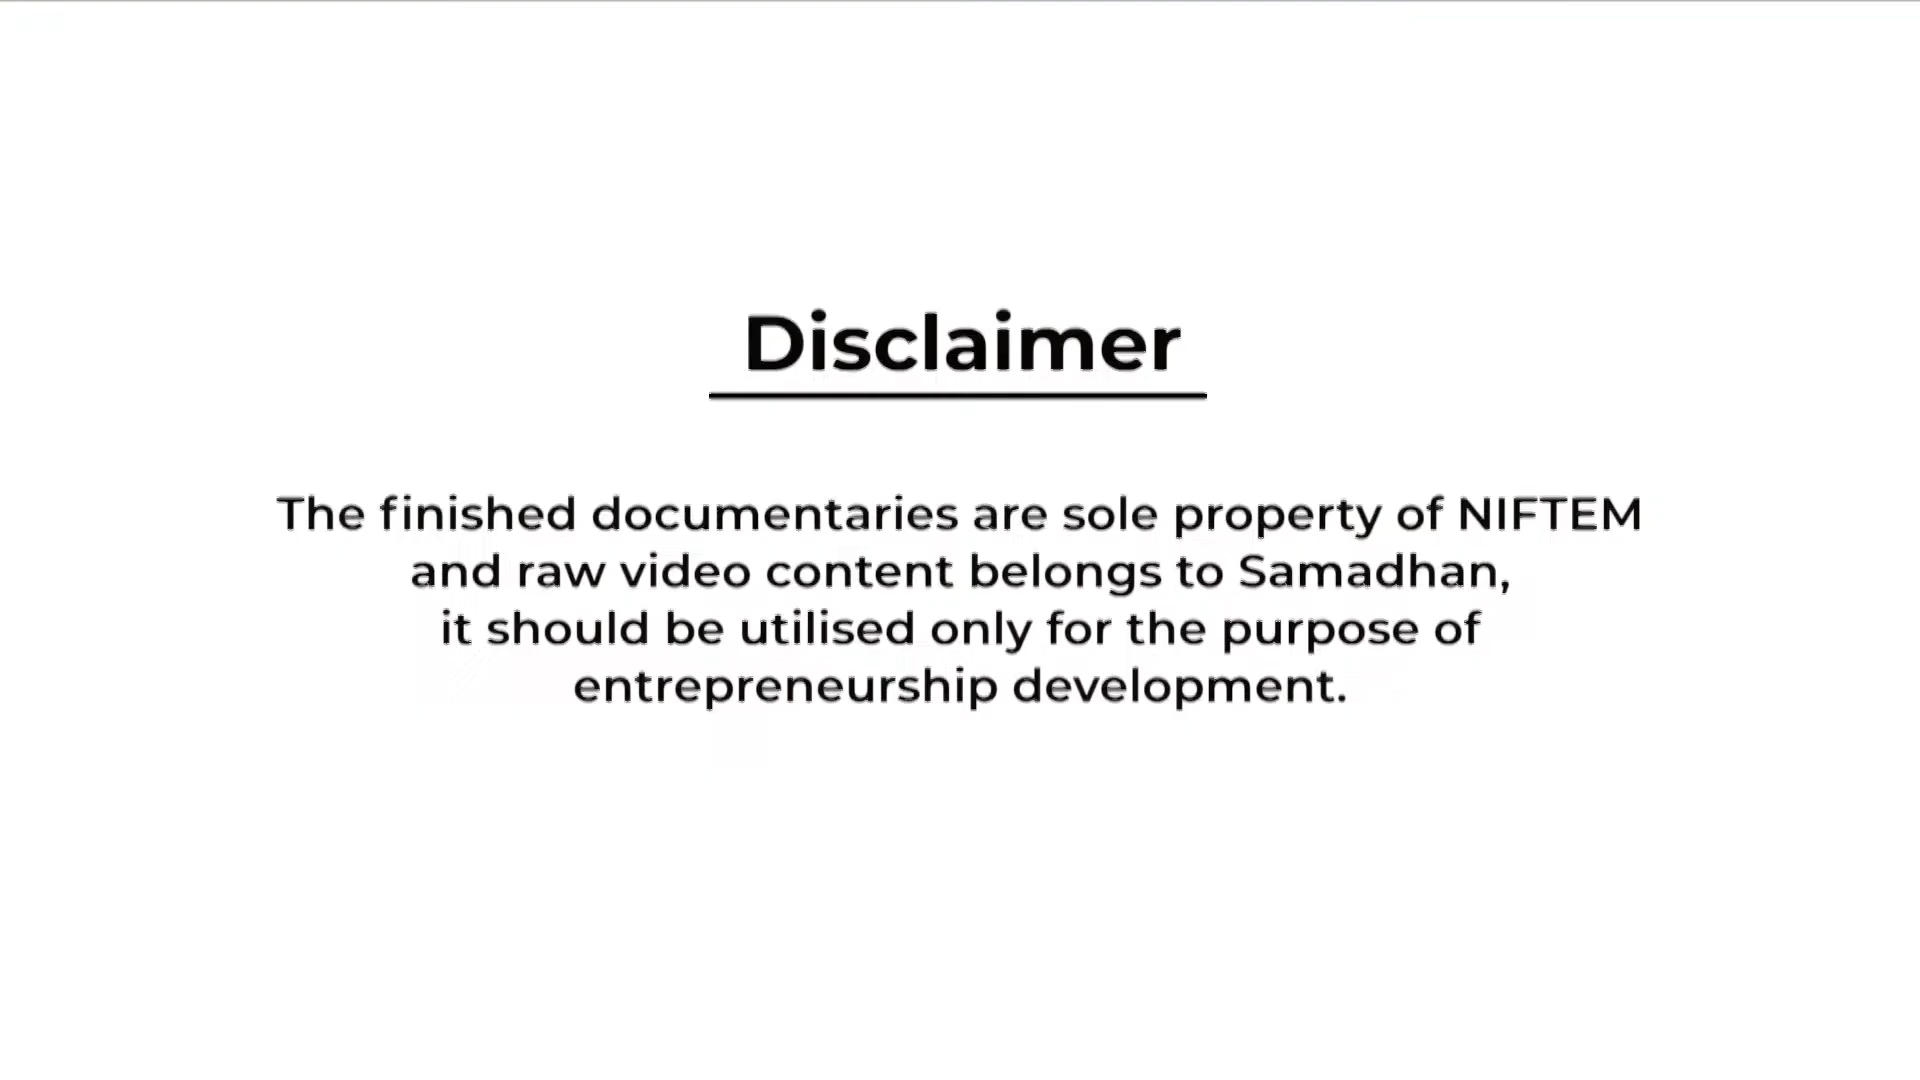 Disclaimer
The finished documentaries are sole property of NIFTEM
and raw video content belongs to Samadhan,
it should be utilised only for the purpose of
entrepreneurship development.